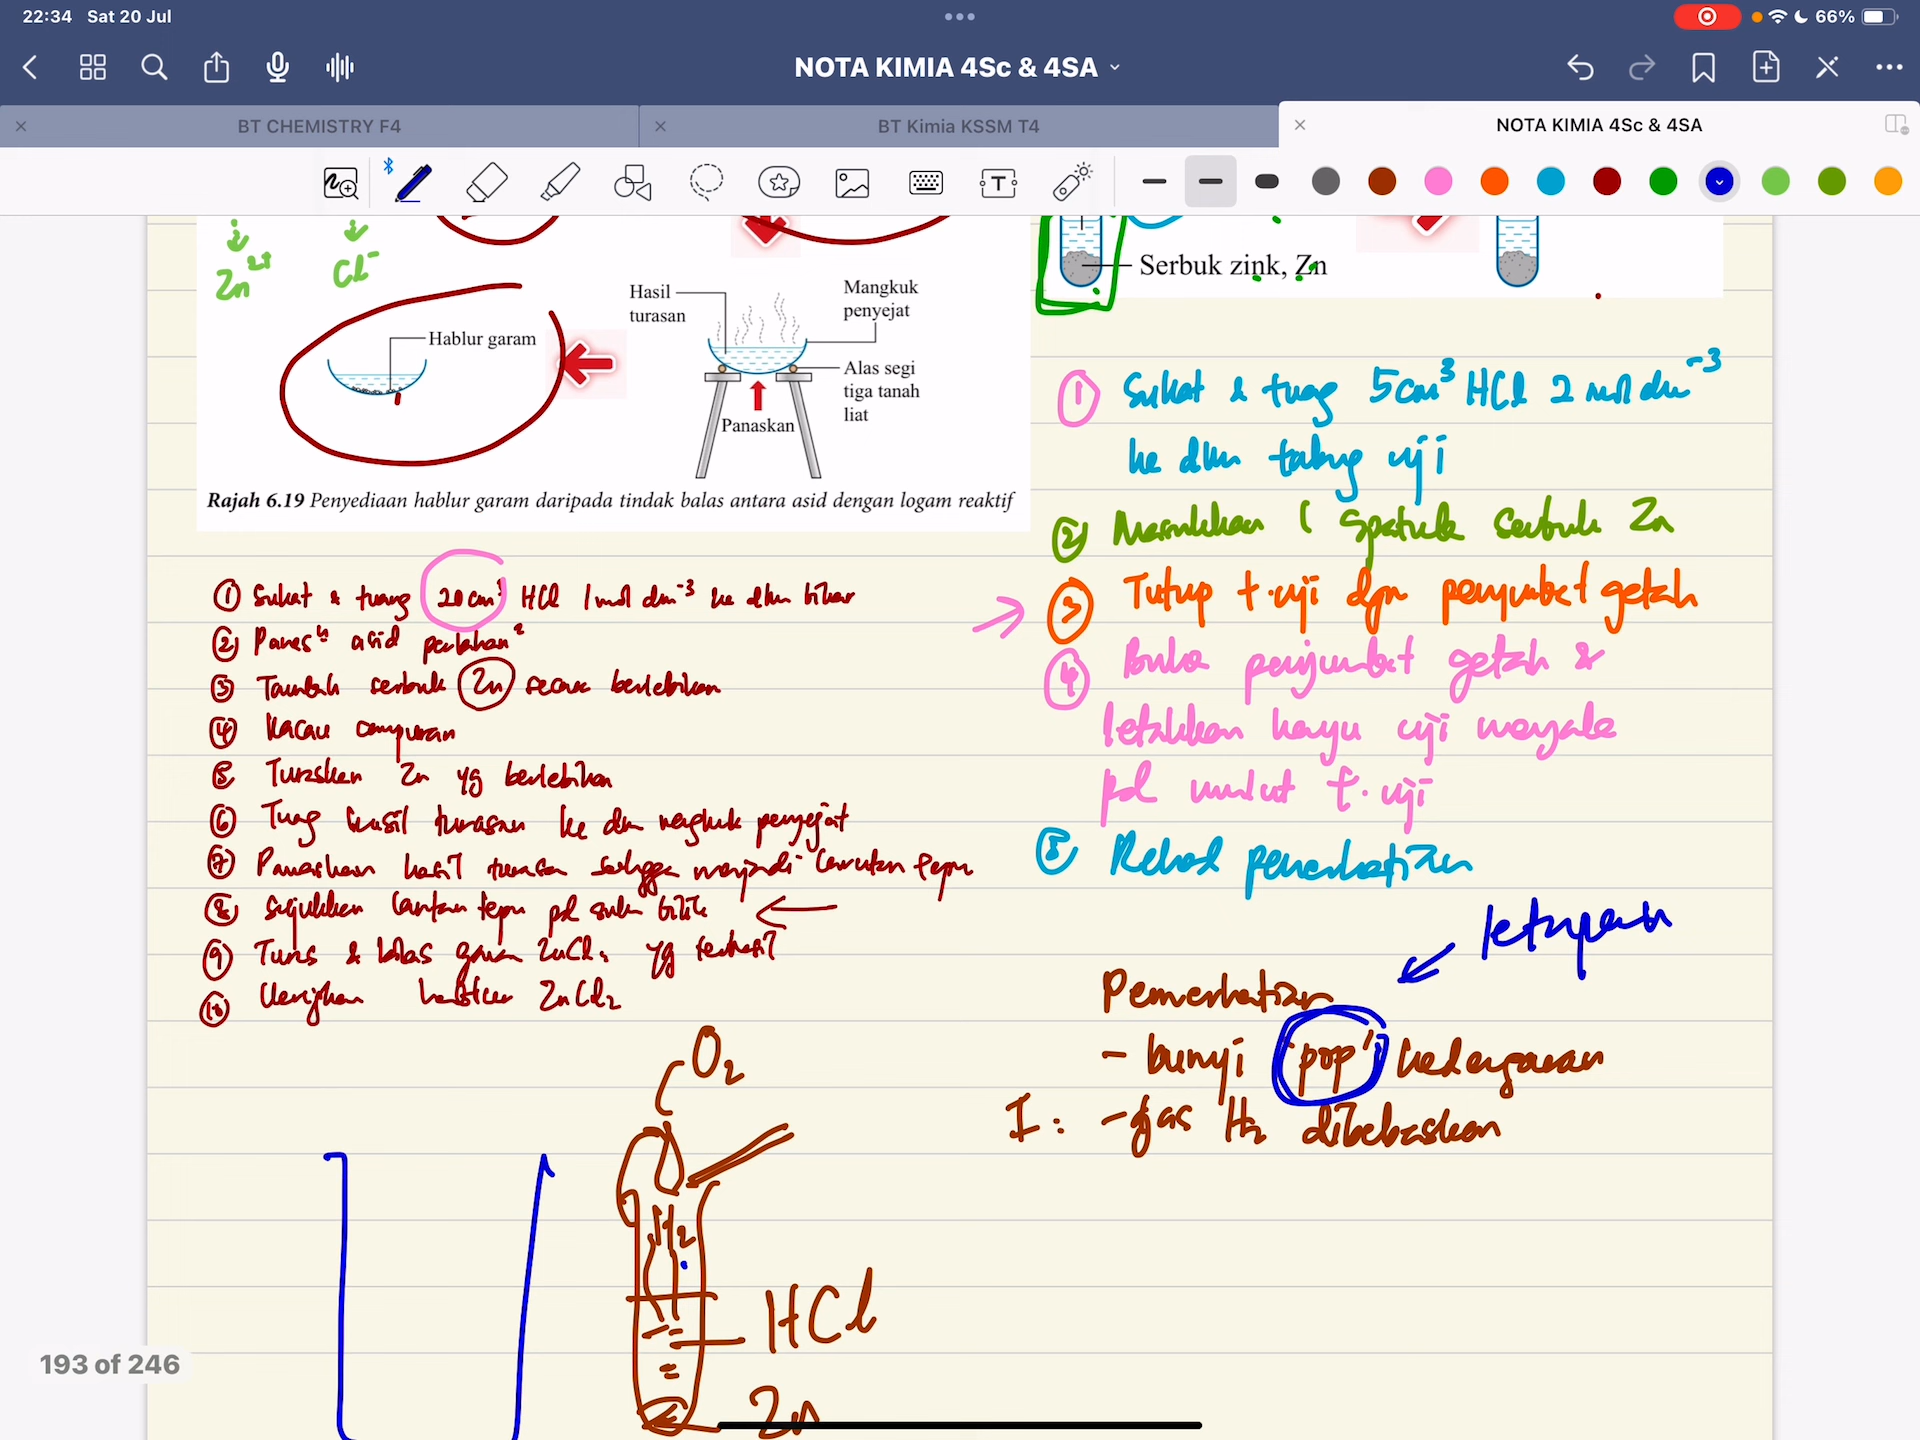 22:34 Sat 20 Jul
66%
NOTA KIMIA 4Sc & 4SA
BT CHEMISTRY F4
BT Kimia KSSM T4
NOTA KIMIA 4Sc & 4SA
Zn²⁺
Cl⁻
Hablur garam
Hasil
turasan
Mangkuk
penyejat
Alas segi
tiga tanah
liat
Panaskan
Rajah 6.19 Penyediaan hablur garam daripada tindak balas antara asid dengan logam reaktif
① Sukat & tuang 20 cm³ HCl 1 mol dm⁻³ ke dlm bikar
② Panas⁴ⁿ asid perlahan²
③ Tambah serbuk Zn secara berlebihan
④ Kacau campuran
⑤ Turaskan Zn yg berlebihan
⑥ Tuang hasil turasan ke dlm mangkuk penyejat
⑦ Panaskan hasil turasan sehingga menjadi larutan tepu
⑧ Sejukkan larutan tepu pd suhu bilik
⑨ Turas & bilas garam ZnCl₂ yg terhasil
⑩ Keringkan ZnCl₂
O₂
H₂
HCl
Zn
Serbuk zink, Zn
① Sukat & tuang 5 cm³ HCl 2 mol dm⁻³
ke dlm tabung uji
② Masukkan 1 spatula serbuk Zn
③ Tutup t.uji dgn penyumbat getah
④ Buka penyumbat getah &
letakkan kayu uji menyala
pd mulut t.uji
⑤ Rekod pemerhatian
letupan
Pemerhatian
- bunyi 'pop' kedengaran
I: - gas H₂ dibebaskan
193 of 246